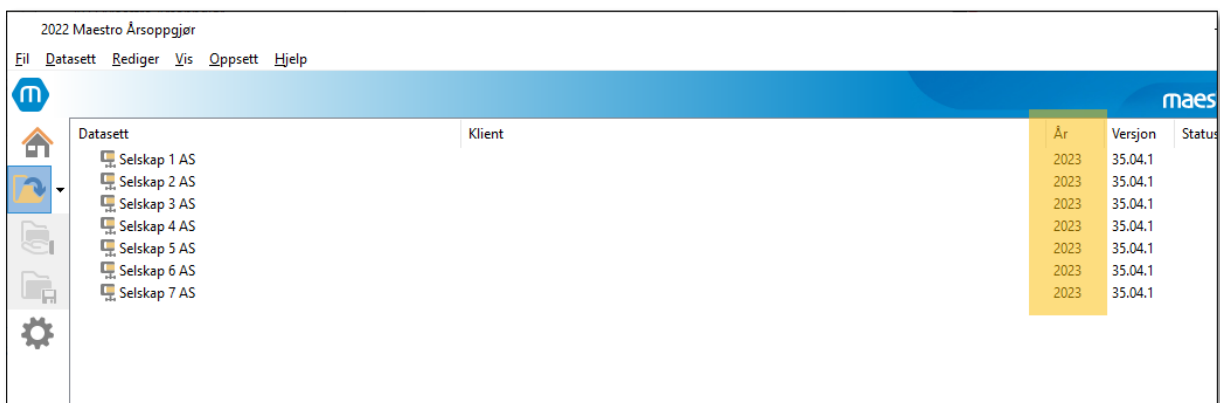 2022 Maestro Årsoppgjør
Fil Datasett Rediger Vis Oppsett Hjelp
m
maes
Datasett Klient År Versjon Status
Selskap 1 AS 2023 35.04.1
Selskap 2 AS 2023 35.04.1
Selskap 3 AS 2023 35.04.1
Selskap 4 AS 2023 35.04.1
Selskap 5 AS 2023 35.04.1
Selskap 6 AS 2023 35.04.1
Selskap 7 AS 2023 35.04.1